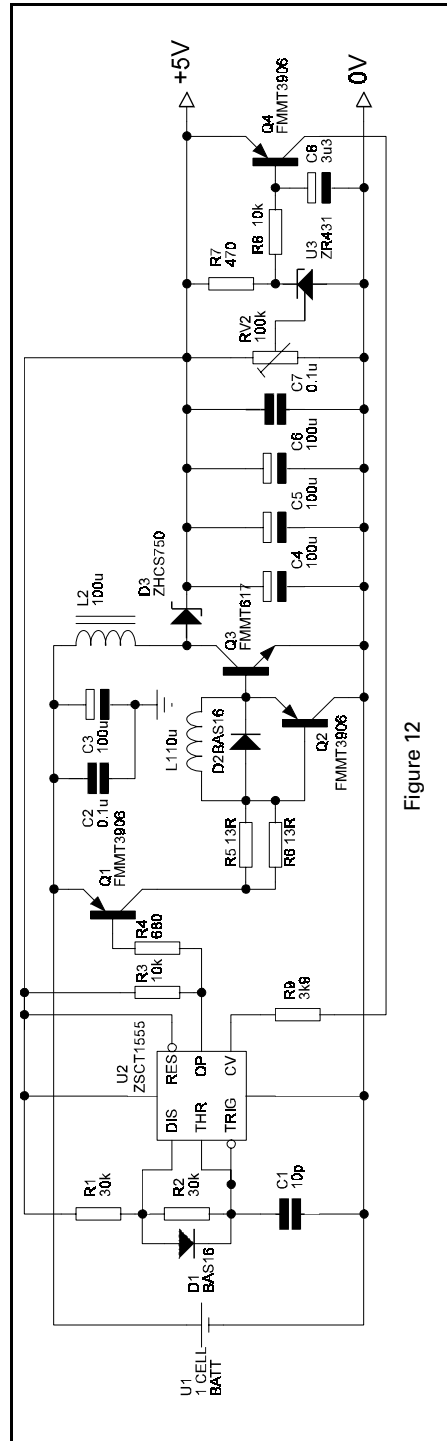 U1
1 CELL
BATT
D1
BAS16
R1
30k
R2
30k
C1
10p
U2
ZSCT1555
DIS
THR
TRIG
RES
OP
CV
R3
10k
R4
680
R9
3k9
Q1
FMMT3906
C2
0.1u
C3
100u
R5 13R
R6 13R
L1 10u
D2 BAS16
Q2
FMMT3906
L2
100u
D3
ZHCS750
Q3
FMMT617
C4
100u
C5
100u
C6
100u
C7
0.1u
RV2
100k
R7
470
R8 10k
U3
ZR431
Q4
FMMT3906
C8
3u3
+5V
0V
Figure 12